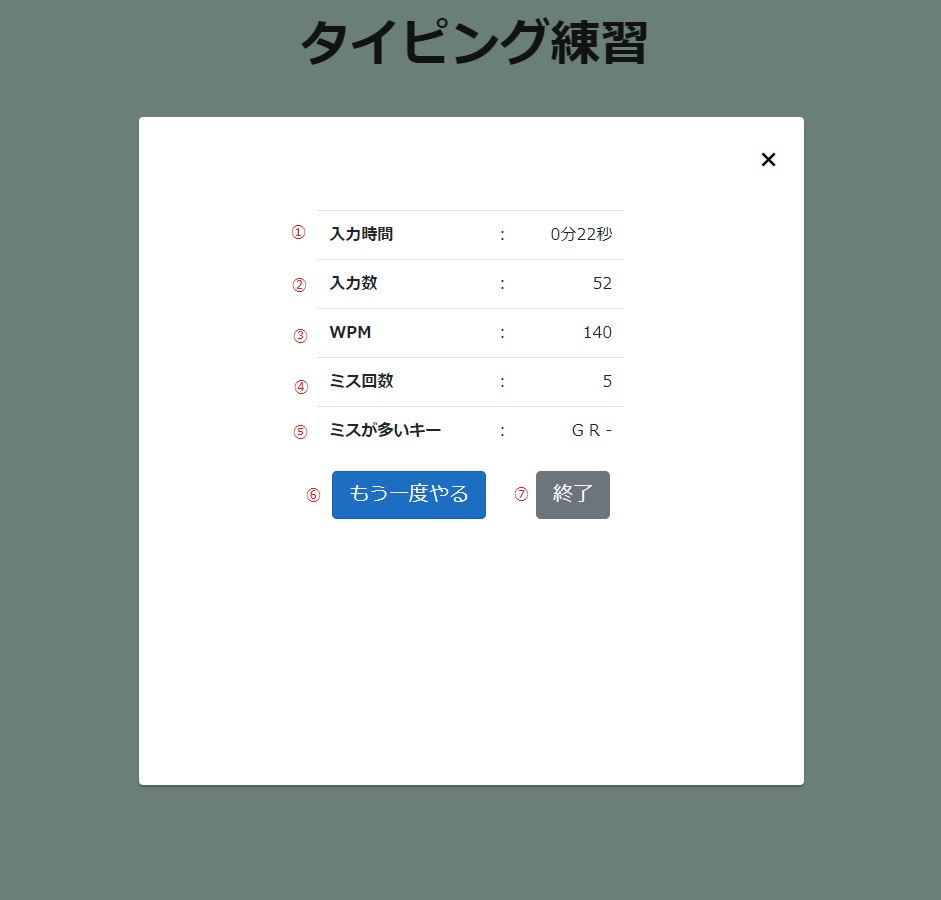 タイピング練習
×
① 入力時間 : 0分22秒
② 入力数 : 52
③ WPM : 140
④ ミス回数 : 5
⑤ ミスが多いキー : G R -
⑥ もう一度やる ⑦ 終了